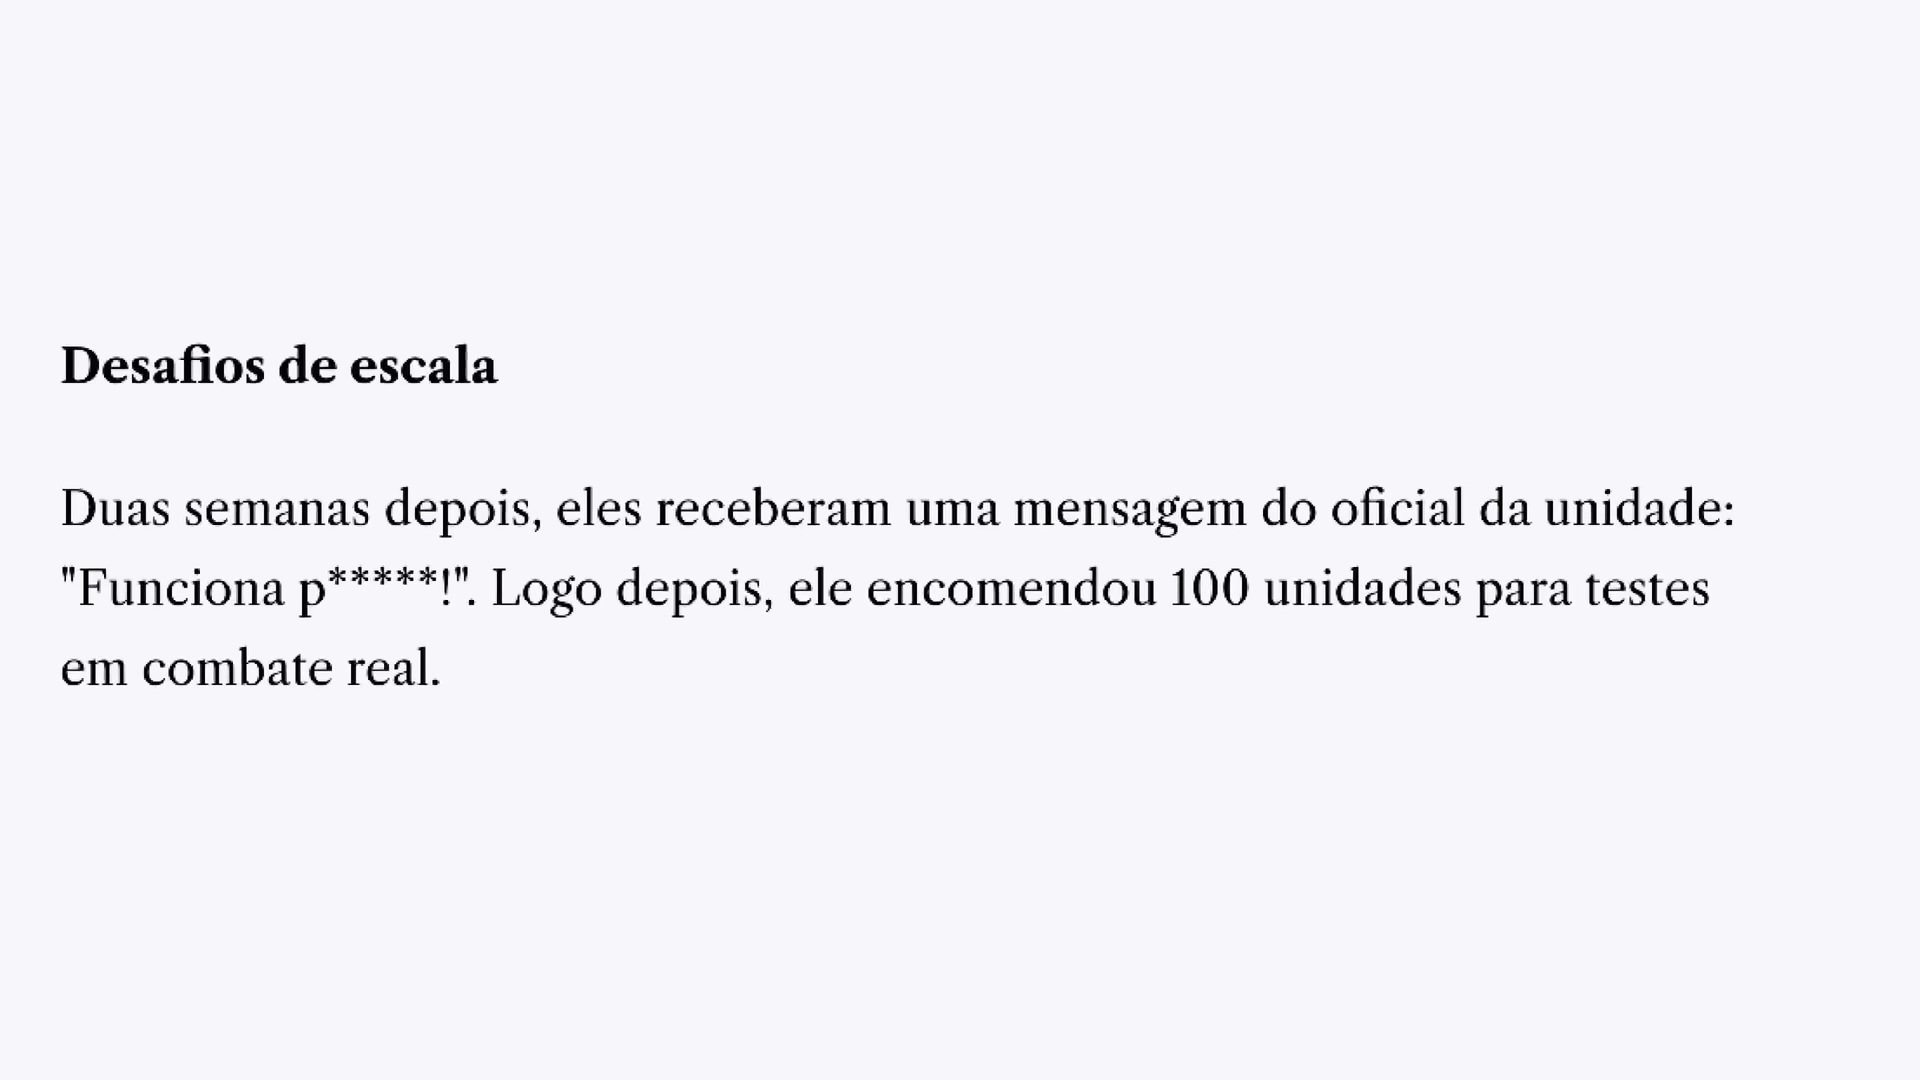 Desafios de escala
Duas semanas depois, eles receberam uma mensagem do oficial da unidade:
"Funciona p*****!". Logo depois, ele encomendou 100 unidades para testes
em combate real.